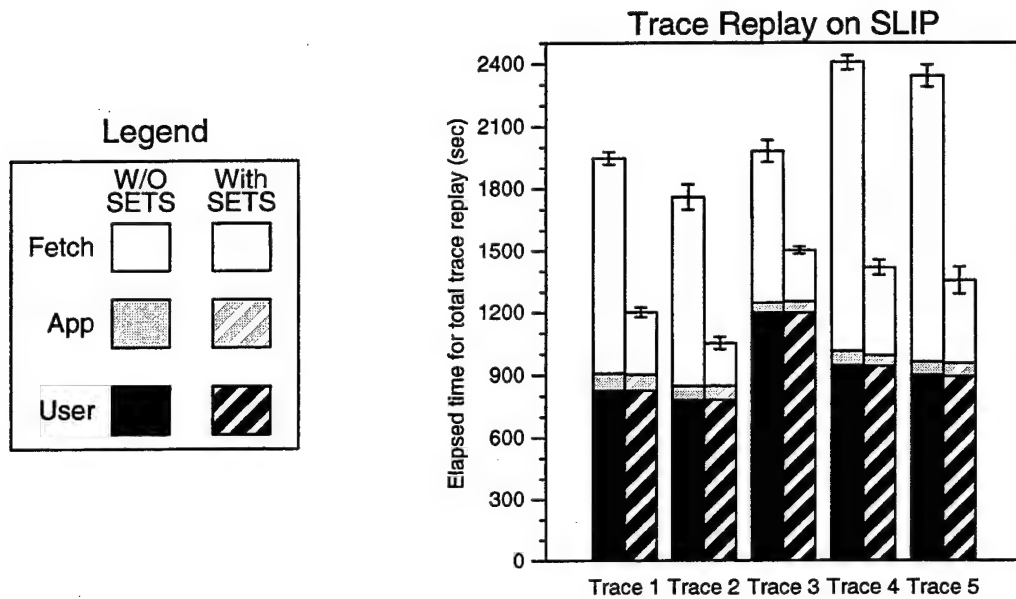 Trace Replay on SLIP
Legend
W/O SETS
With SETS
Fetch
App
User
Elapsed time for total trace replay (sec)
2400
2100
1800
1500
1200
900
600
300
0
Trace 1 Trace 2 Trace 3 Trace 4 Trace 5